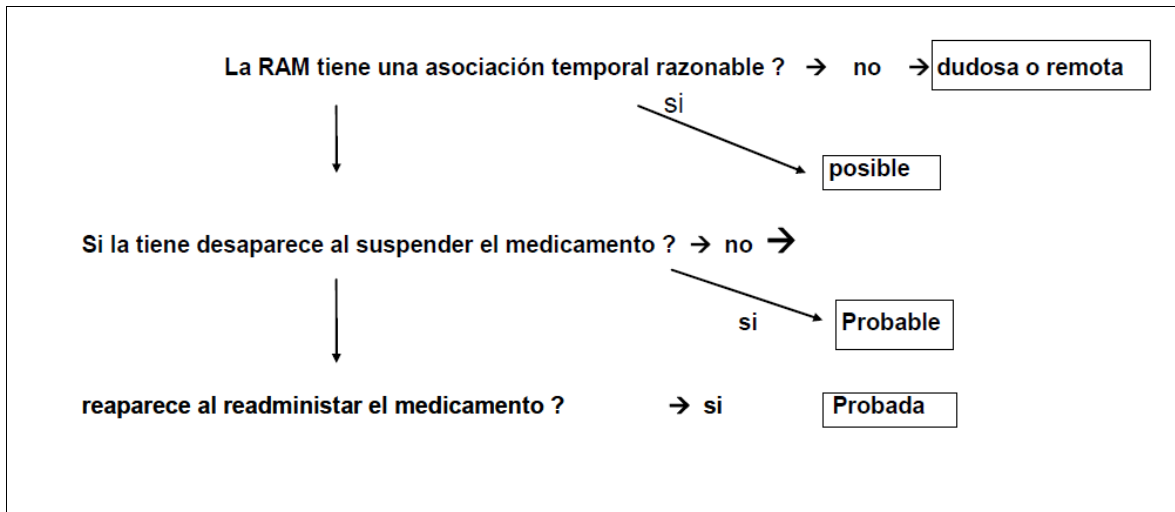 La RAM tiene una asociación temporal razonable ? → no → dudosa o remota
si
posible
Si la tiene desaparece al suspender el medicamento ? → no →
si Probable
reaparece al readministar el medicamento ? → si Probada